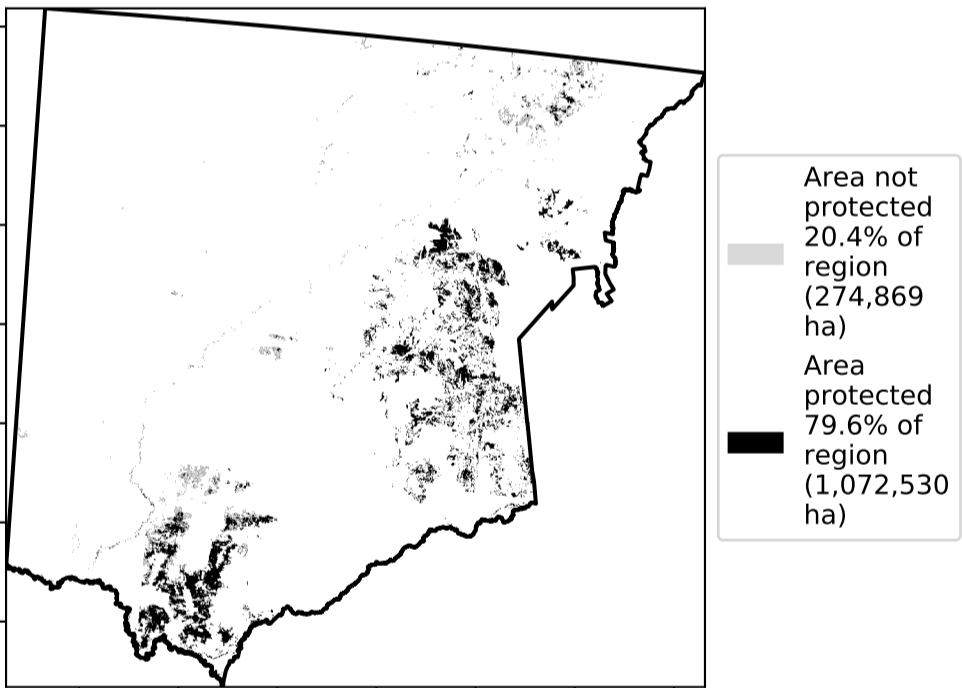 Area not
protected
20.4% of
region
(274,869
ha)
Area
protected
79.6% of
region
(1,072,530
ha)